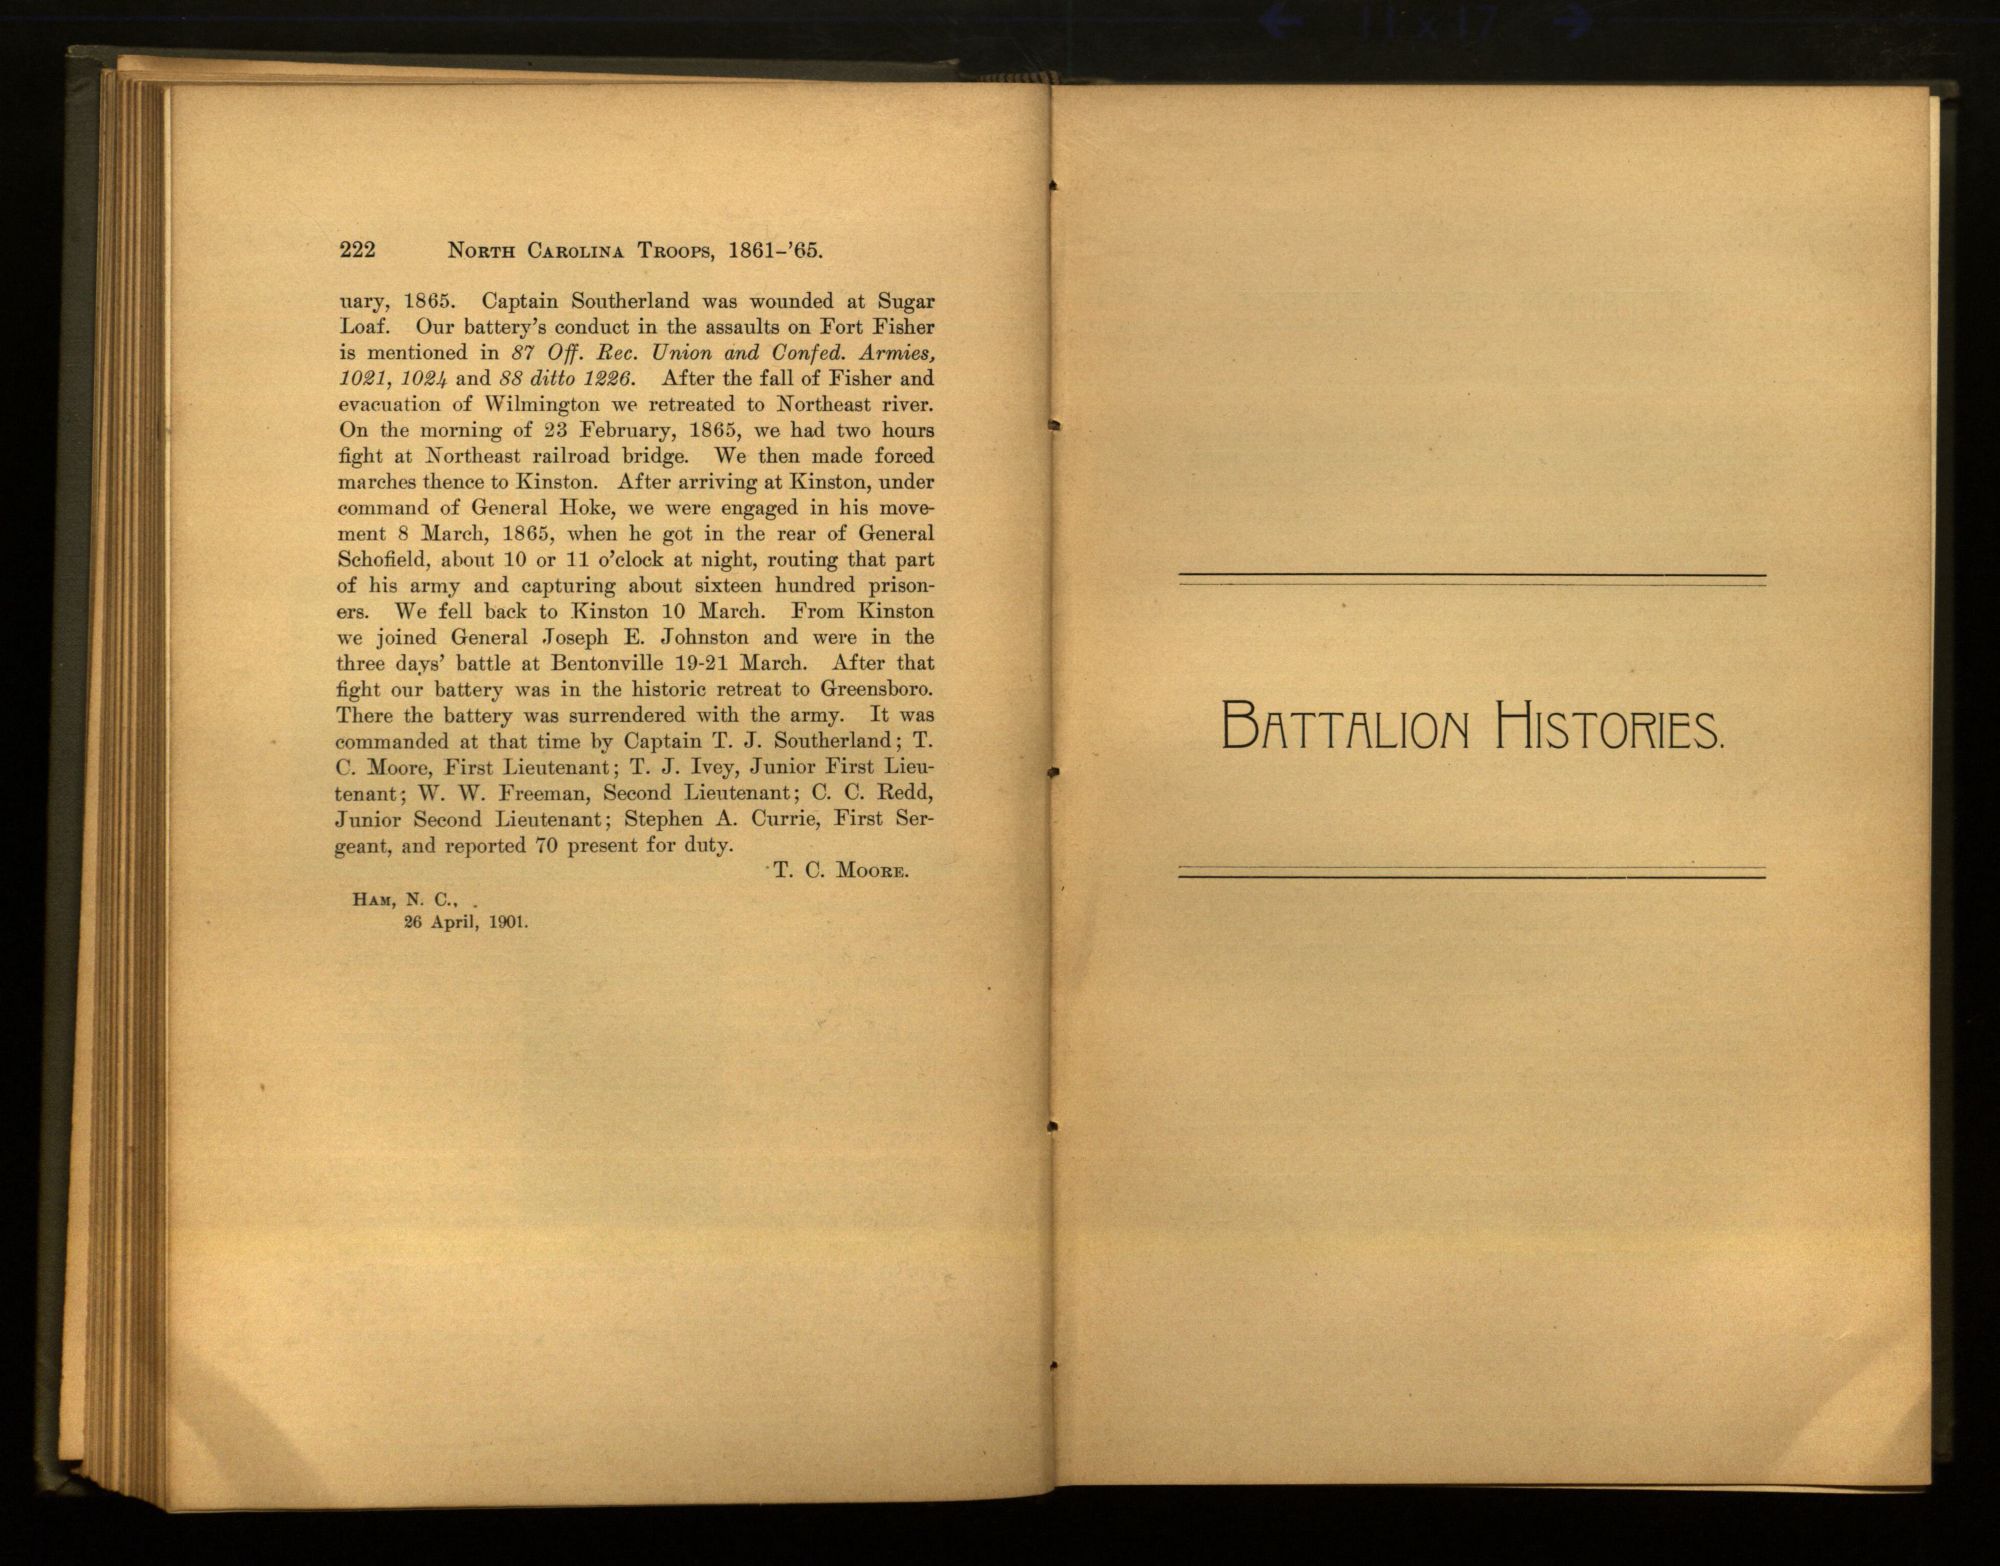 ← 11 x 17 →
222 NORTH CAROLINA TROOPS, 1861-'65.
uary, 1865. Captain Southerland was wounded at Sugar
Loaf. Our battery's conduct in the assaults on Fort Fisher
is mentioned in 87 Off. Rec. Union and Confed. Armies,
1021, 1024 and 88 ditto 1226. After the fall of Fisher and
evacuation of Wilmington we retreated to Northeast river.
On the morning of 23 February, 1865, we had two hours
fight at Northeast railroad bridge. We then made forced
marches thence to Kinston. After arriving at Kinston, under
command of General Hoke, we were engaged in his move-
ment 8 March, 1865, when he got in the rear of General
Schofield, about 10 or 11 o'clock at night, routing that part
of his army and capturing about sixteen hundred prison-
ers. We fell back to Kinston 10 March. From Kinston
we joined General Joseph E. Johnston and were in the
three days' battle at Bentonville 19-21 March. After that
fight our battery was in the historic retreat to Greensboro.
There the battery was surrendered with the army. It was
commanded at that time by Captain T. J. Southerland; T.
C. Moore, First Lieutenant; T. J. Ivey, Junior First Lieu-
tenant; W. W. Freeman, Second Lieutenant; C. C. Redd,
Junior Second Lieutenant; Stephen A. Currie, First Ser-
geant, and reported 70 present for duty.
T. C. MOORE.
HAM, N. C.,
26 April, 1901.
BATTALION HISTORIES.